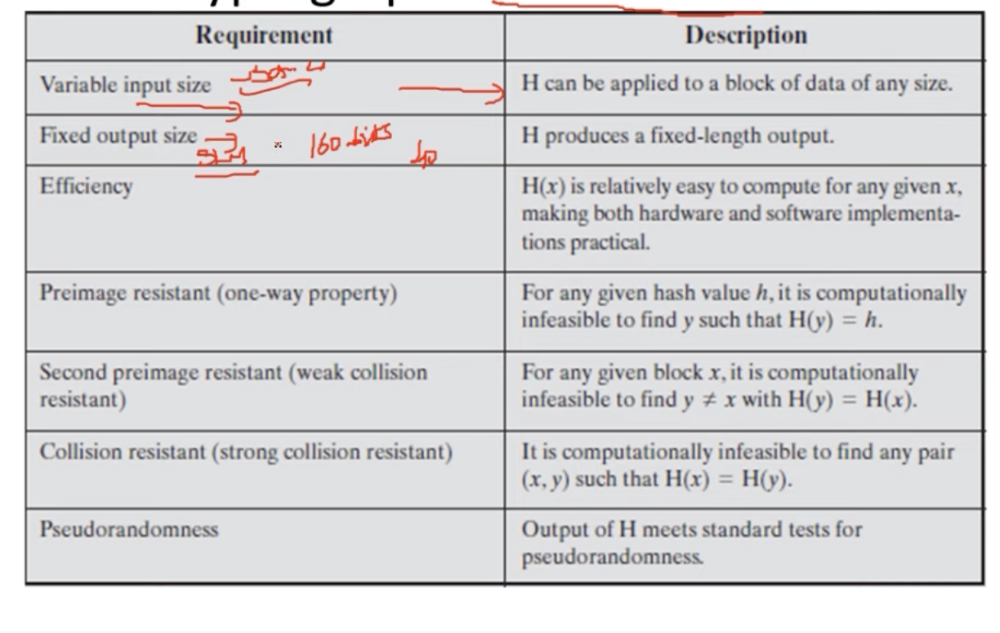 Requirement Description
Variable input size H can be applied to a block of data of any size.
Fixed output size H produces a fixed-length output.
160 bits
Efficiency H(x) is relatively easy to compute for any given x,
making both hardware and software implementa-
tions practical.
Preimage resistant (one-way property) For any given hash value h, it is computationally
infeasible to find y such that H(y) = h.
Second preimage resistant (weak collision For any given block x, it is computationally
resistant) infeasible to find y ≠ x with H(y) = H(x).
Collision resistant (strong collision resistant) It is computationally infeasible to find any pair
(x, y) such that H(x) = H(y).
Pseudorandomness Output of H meets standard tests for
pseudorandomness.